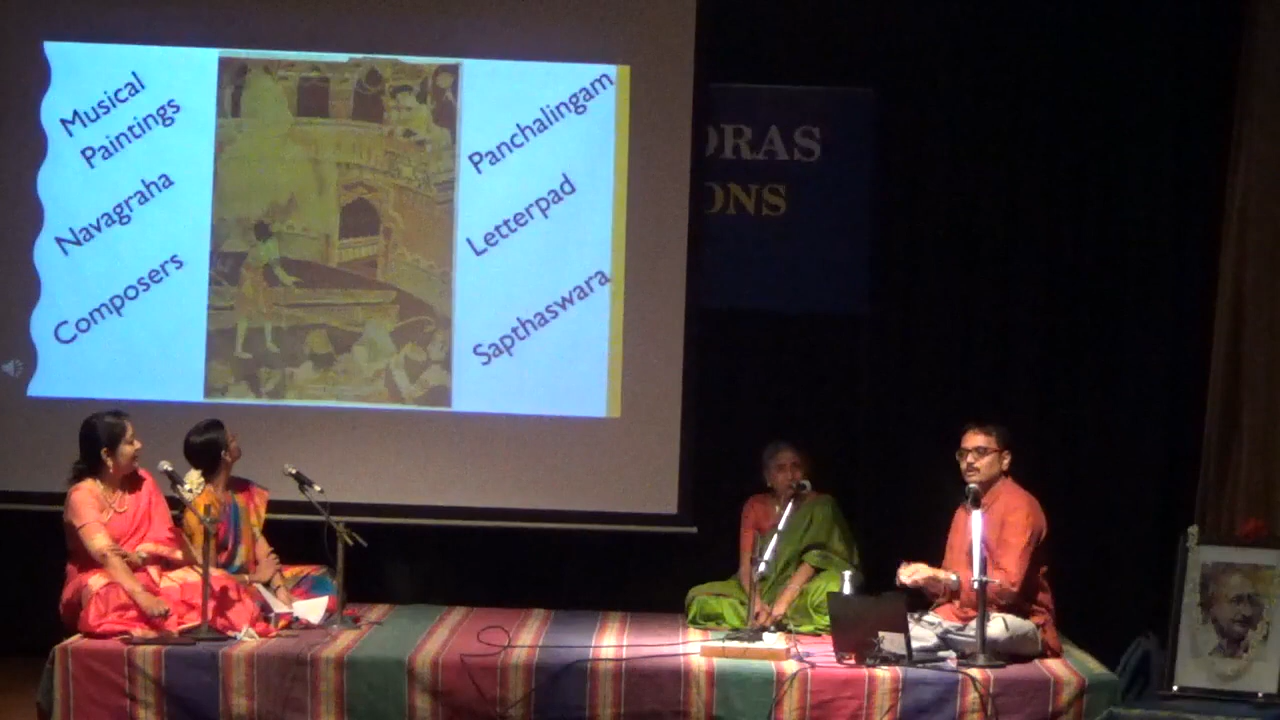 Musical
Paintings
Navagraha
Composers
Panchalingam
Letterpad
Sapthaswara
DRAS
ONS